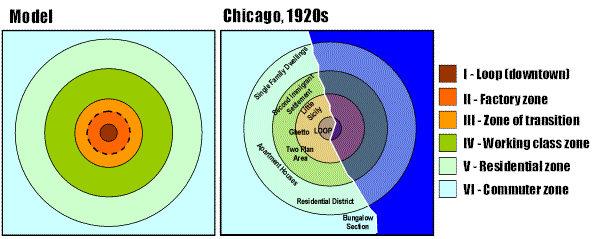 Model
Chicago, 1920s
Single Family Dwellings
Second Immigrant
Settlement
Little
Sicily
LOOP
Ghetto
Two Plan
Area
Apartment Houses
Residential District
Bungalow
Section
I - Loop (downtown)
II - Factory zone
III - Zone of transition
IV - Working class zone
V - Residential zone
VI - Commuter zone